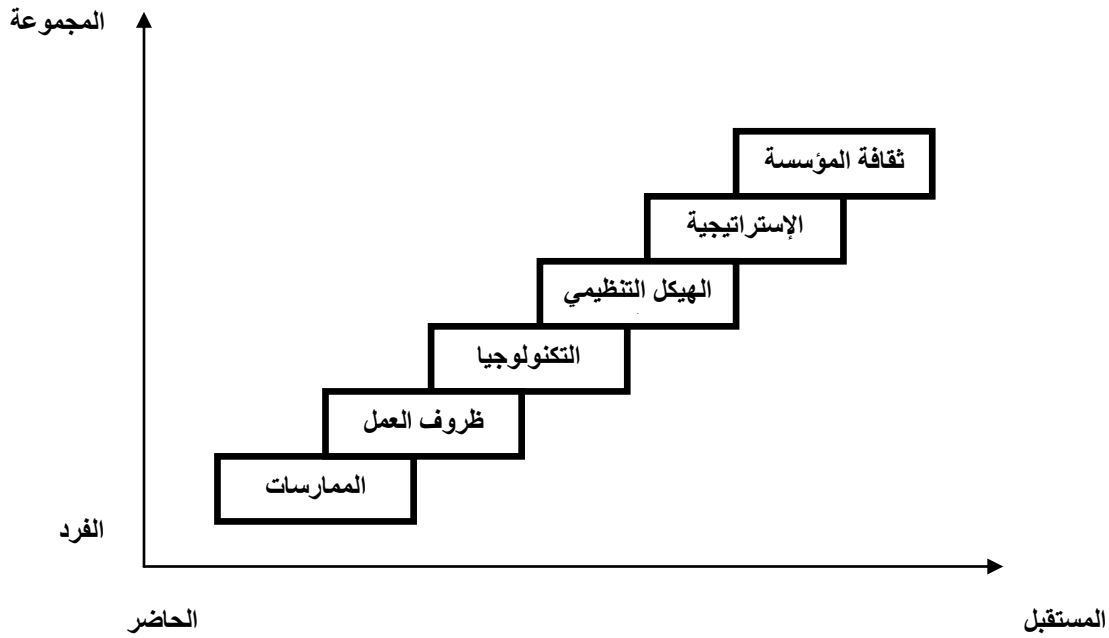 المجموعة
ثقافة المؤسسة
الإستراتيجية
الهيكل التنظيمي
التكنولوجيا
ظروف العمل
الممارسات
الفرد
الحاضر
المستقبل